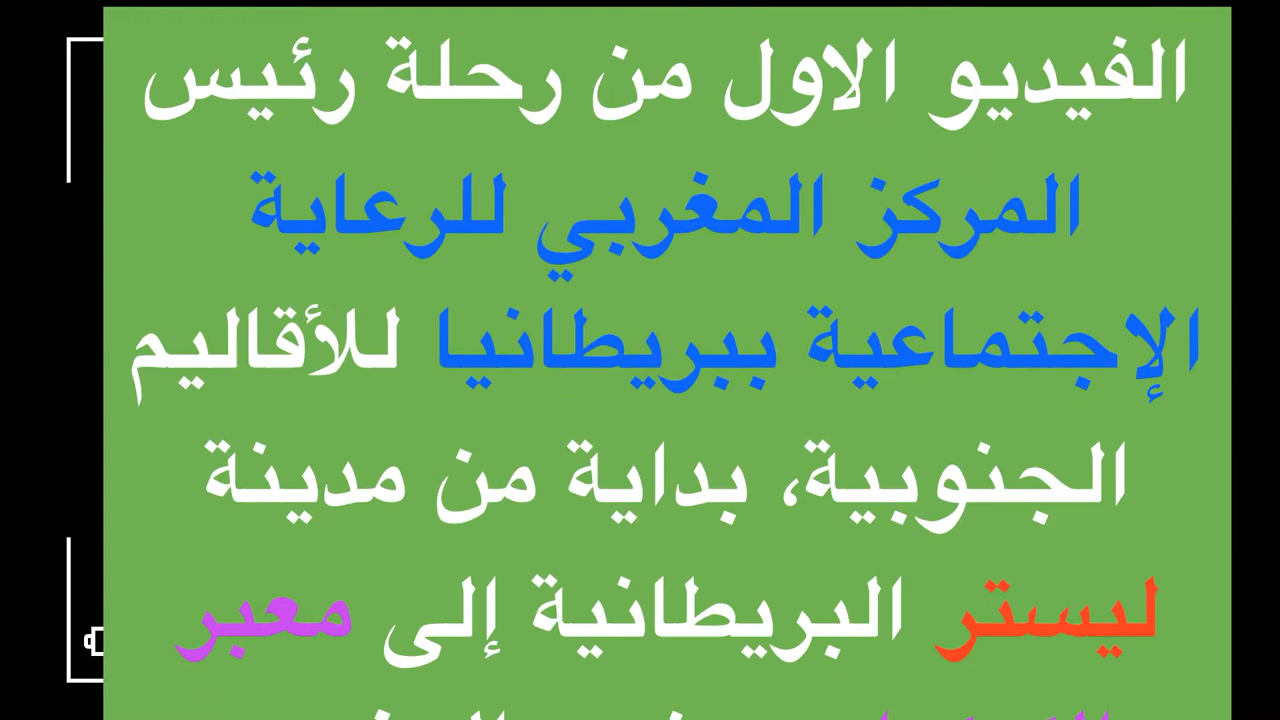 الفيديو الاول من رحلة رئيس
المركز المغربي للرعاية
الإجتماعية ببريطانيا للأقاليم
الجنوبية، بداية من مدينة
ليستر البريطانية إلى معبر